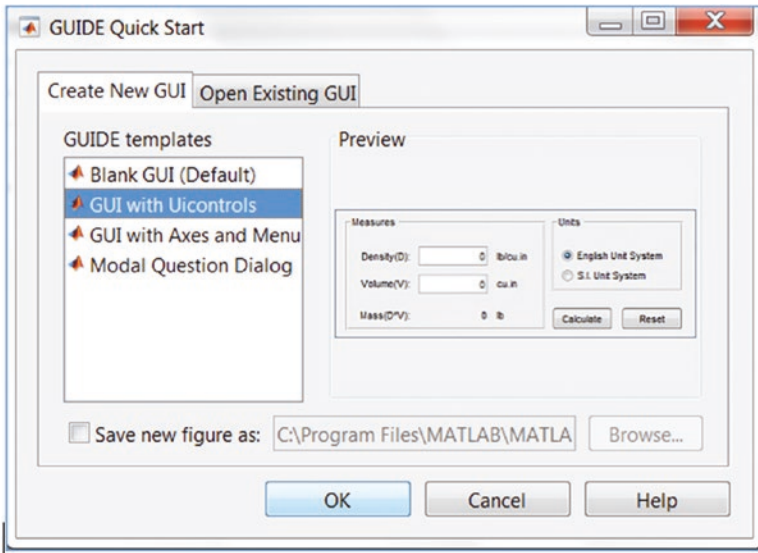 GUIDE Quick Start
Create New GUI Open Existing GUI
GUIDE templates
Blank GUI (Default)
GUI with Uicontrols
GUI with Axes and Menu
Modal Question Dialog
Preview
Measures
Density(D): 0 lb/cu.in
Volume(V): 0 cu.in
Mass(D*V): 0 lb
Units
English Unit System
S.I. Unit System
Calculate Reset
Save new figure as: C:\Program Files\MATLAB\MATLA Browse...
OK Cancel Help